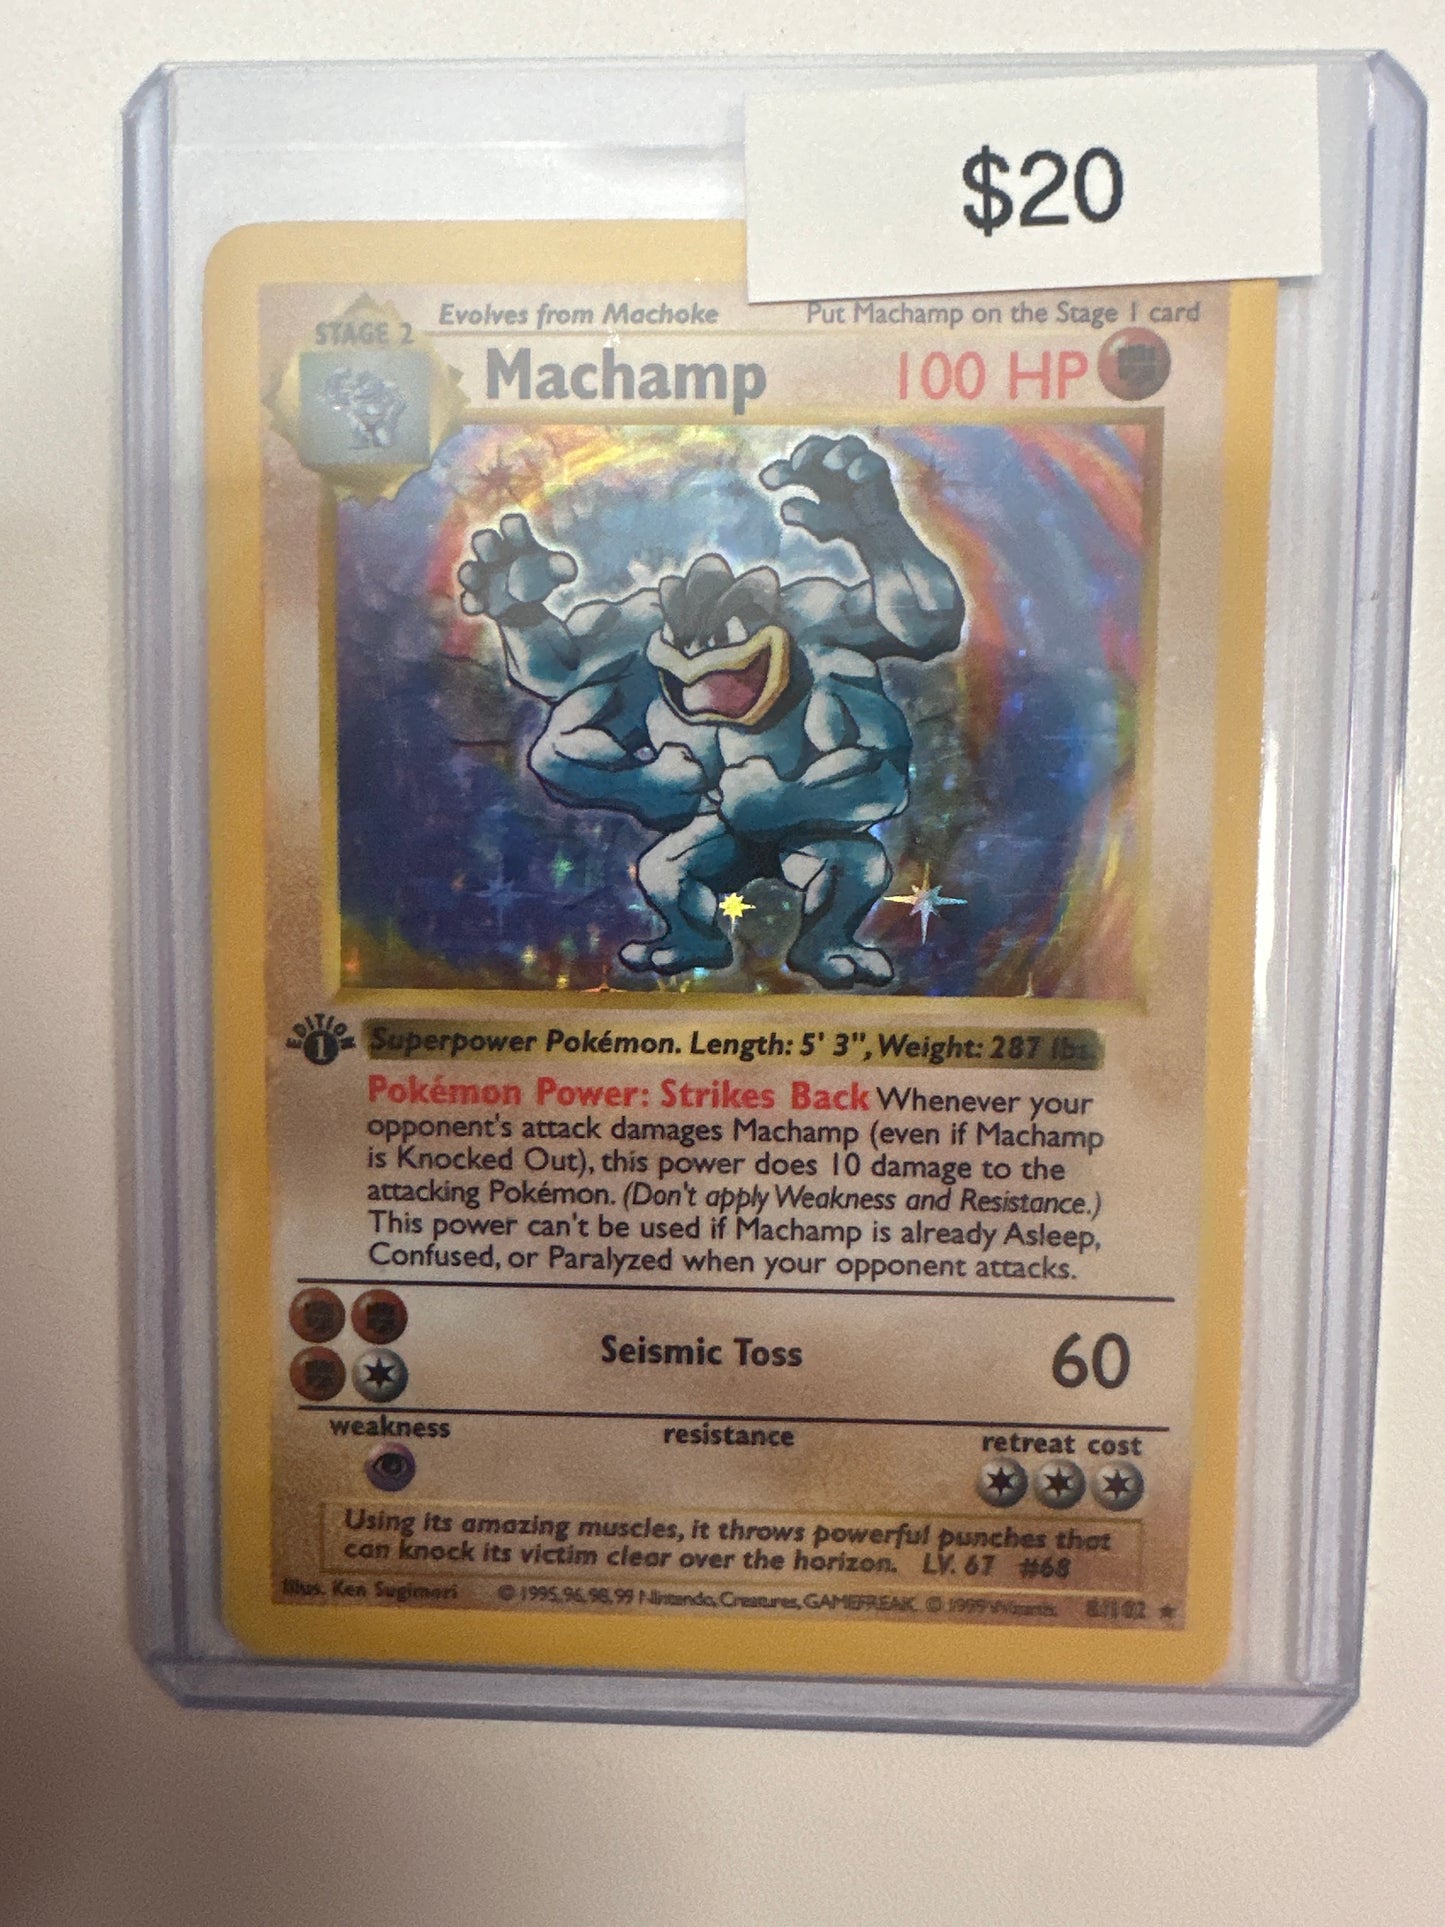 $20
Evolves from Machoke Put Machamp on the Stage 1 card
STAGE 2
Machamp 100 HP
EDITION
1
Superpower Pokémon. Length: 5' 3", Weight: 287 lbs.
Pokémon Power: Strikes Back Whenever your
opponent's attack damages Machamp (even if Machamp
is Knocked Out), this power does 10 damage to the
attacking Pokémon. (Don't apply Weakness and Resistance.)
This power can't be used if Machamp is already Asleep,
Confused, or Paralyzed when your opponent attacks.
Seismic Toss 60
weakness resistance retreat cost
Using its amazing muscles, it throws powerful punches that
can knock its victim clear over the horizon. LV. 67 #68
Illus. Ken Sugimori © 1995, 96, 98, 99 Nintendo, Creatures, GAMEFREAK. © 1999 Wizards. 8/102 ★